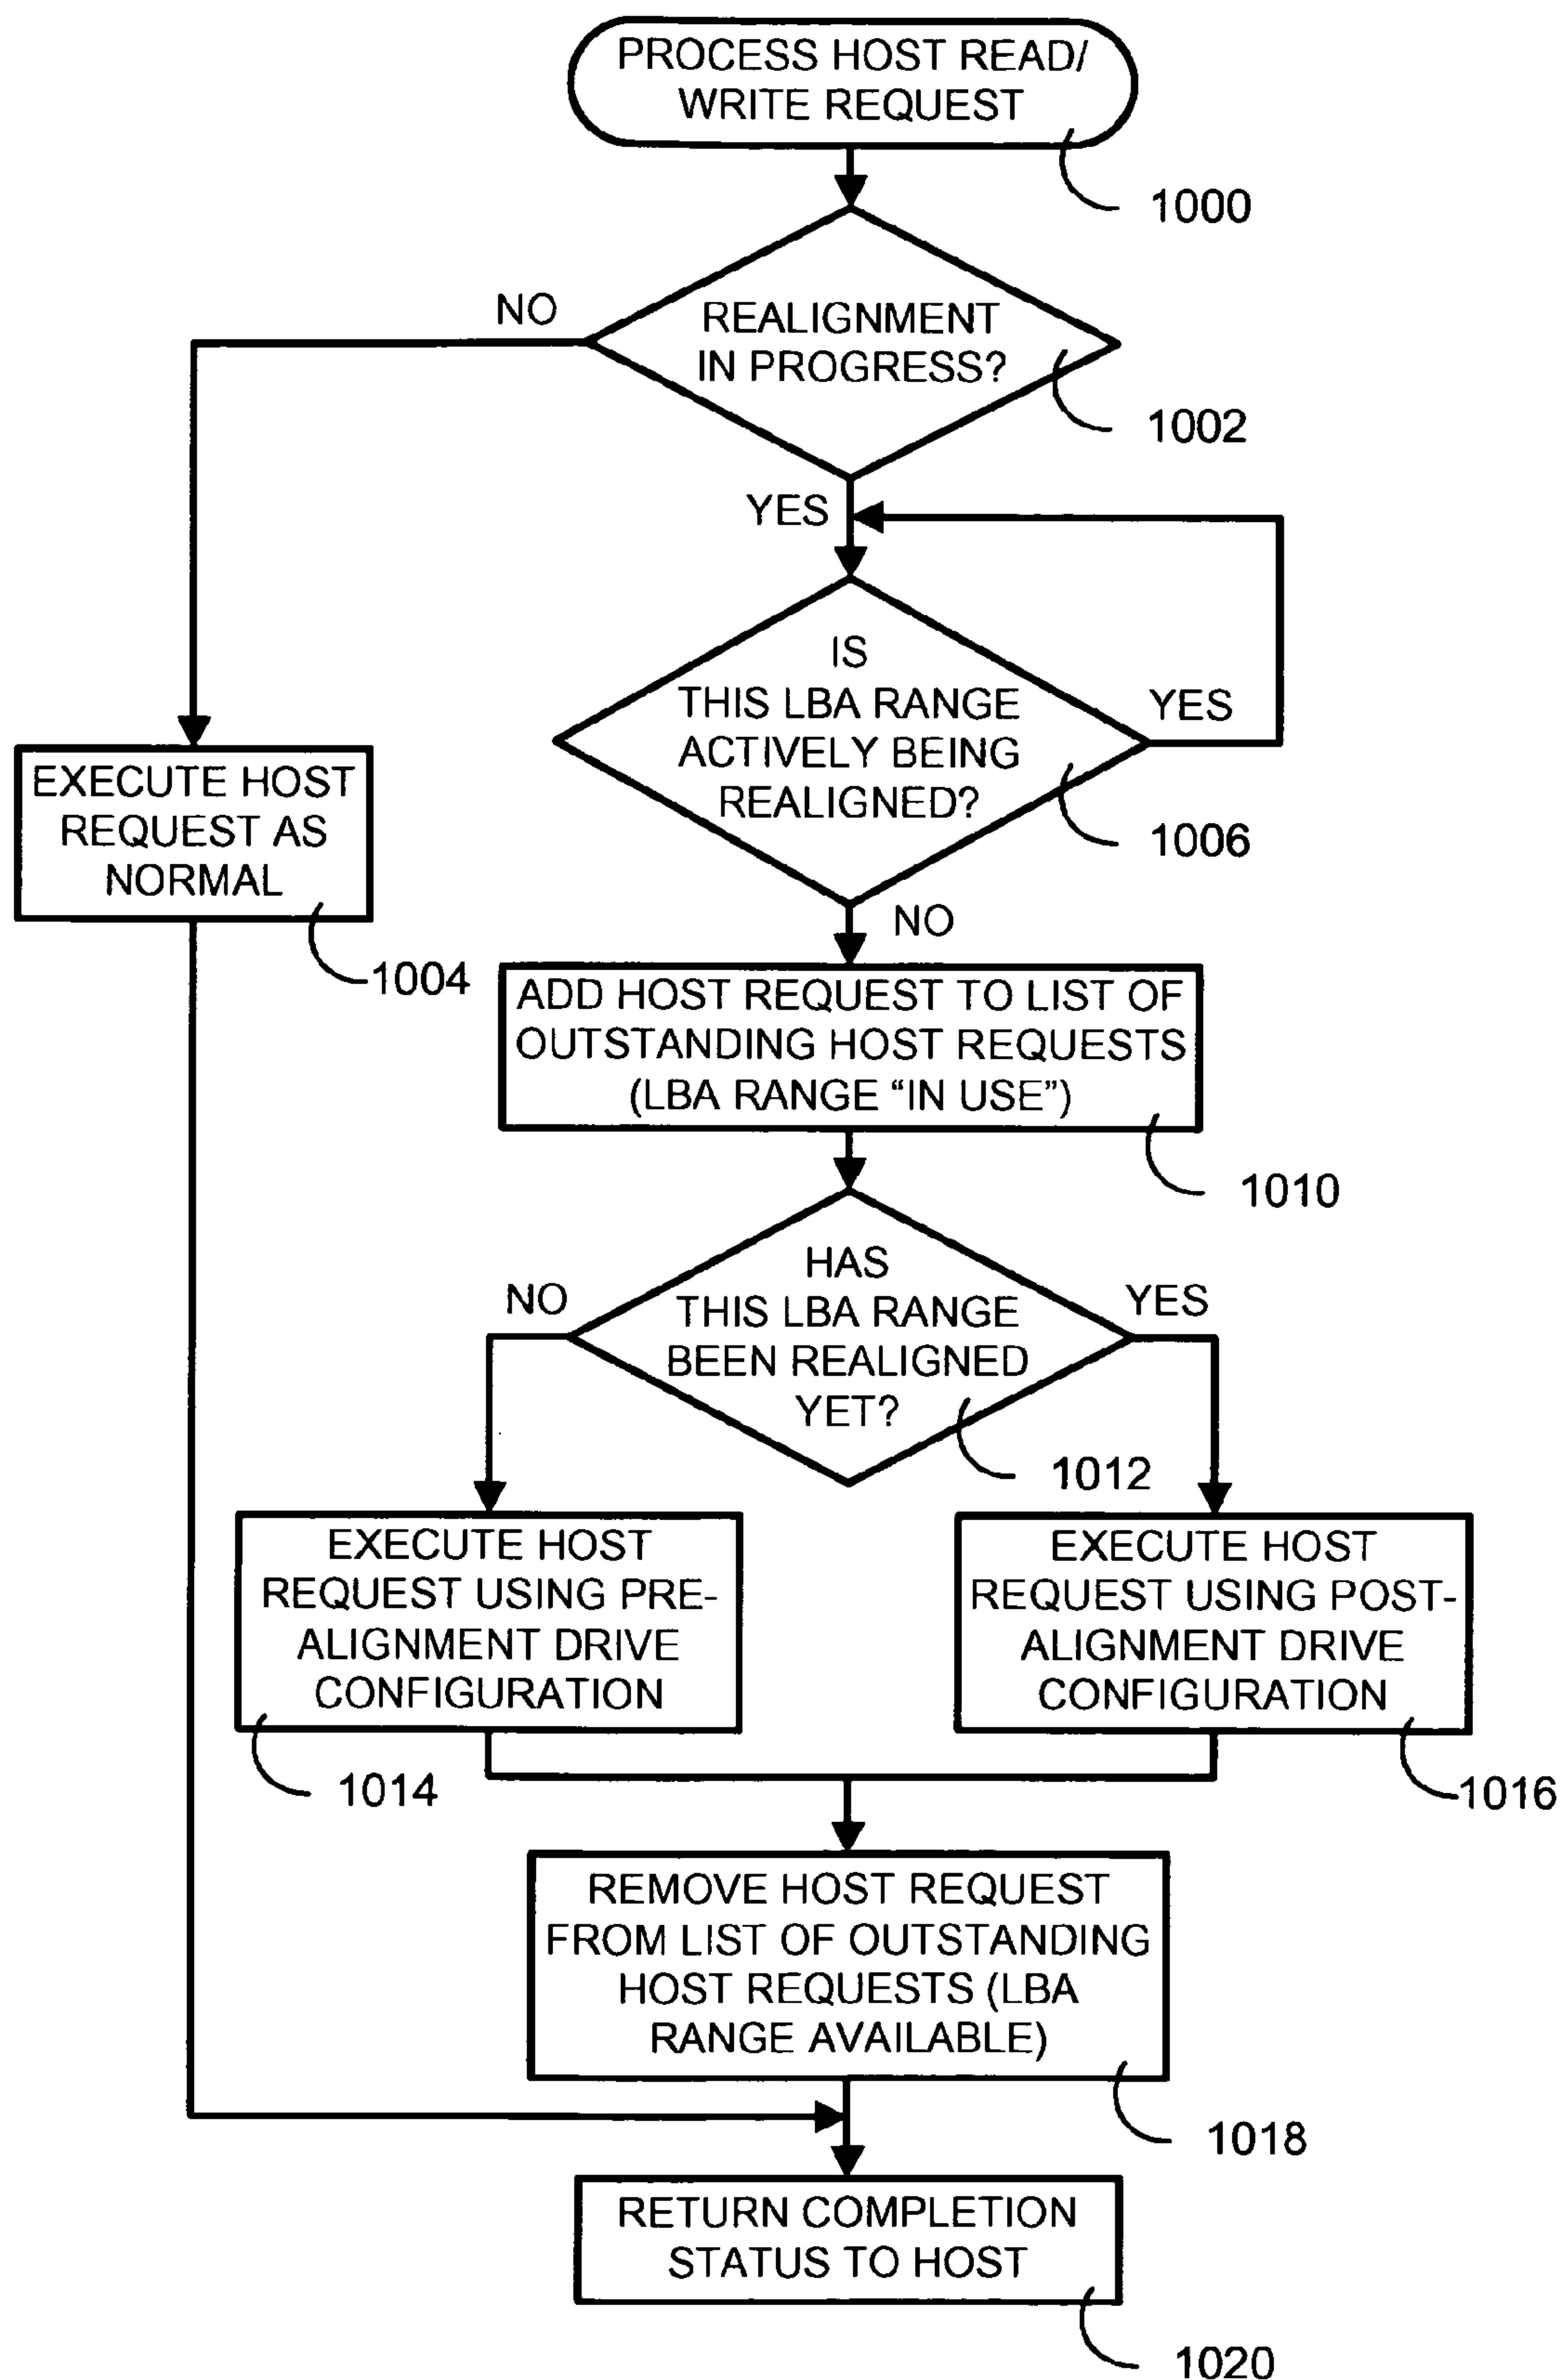 PROCESS HOST READ/
WRITE REQUEST
1000
NO
REALIGNMENT
IN PROGRESS?
1002
YES
IS
THIS LBA RANGE
ACTIVELY BEING
REALIGNED?
YES
1006
EXECUTE HOST
REQUEST AS
NORMAL
1004
NO
ADD HOST REQUEST TO LIST OF
OUTSTANDING HOST REQUESTS
(LBA RANGE “IN USE”)
1010
HAS
THIS LBA RANGE
BEEN REALIGNED
YET?
NO
YES
1012
EXECUTE HOST
REQUEST USING PRE-
ALIGNMENT DRIVE
CONFIGURATION
1014
EXECUTE HOST
REQUEST USING POST-
ALIGNMENT DRIVE
CONFIGURATION
1016
REMOVE HOST REQUEST
FROM LIST OF OUTSTANDING
HOST REQUESTS (LBA
RANGE AVAILABLE)
1018
RETURN COMPLETION
STATUS TO HOST
1020